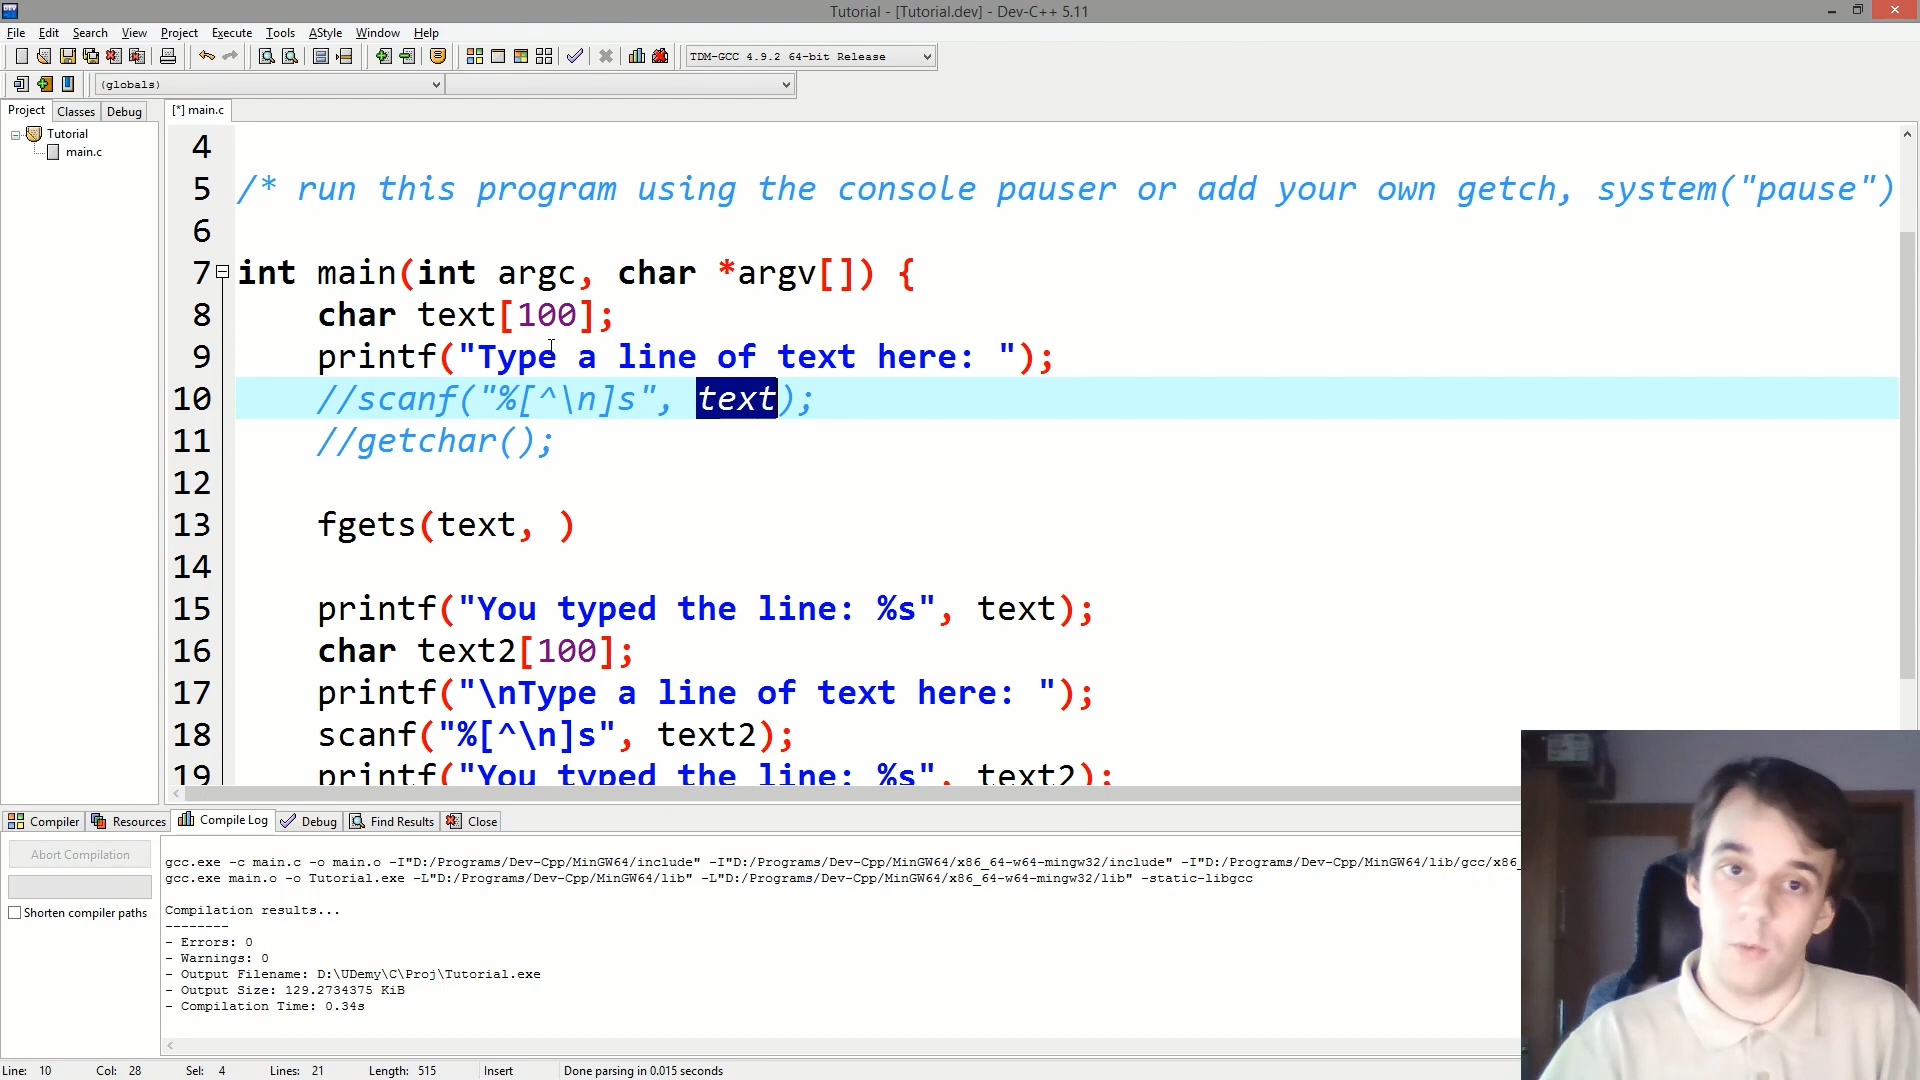 Tutorial - [Tutorial.dev] - Dev-C++ 5.11
File Edit Search View Project Execute Tools AStyle Window Help
TDM-GCC 4.9.2 64-bit Release
(globals)
Project Classes Debug
[*] main.c
Tutorial
main.c
4
5 /* run this program using the console pauser or add your own getch, system("pause")
6
7 int main(int argc, char *argv[]) {
8 char text[100];
9 printf("Type a line of text here: ");
10 //scanf("%[^\n]s", text);
11 //getchar();
12
13 fgets(text, )
14
15 printf("You typed the line: %s", text);
16 char text2[100];
17 printf("\nType a line of text here: ");
18 scanf("%[^\n]s", text2);
19 printf("You typed the line: %s", text2);
Compiler Resources Compile Log Debug Find Results Close
Abort Compilation
Shorten compiler paths
gcc.exe -c main.c -o main.o -I"D:/Programs/Dev-Cpp/MinGW64/include" -I"D:/Programs/Dev-Cpp/MinGW64/x86_64-w64-mingw32/include" -I"D:/Programs/Dev-Cpp/MinGW64/lib/gcc/x86_
gcc.exe main.o -o Tutorial.exe -L"D:/Programs/Dev-Cpp/MinGW64/lib" -L"D:/Programs/Dev-Cpp/MinGW64/x86_64-w64-mingw32/lib" -static-libgcc
Compilation results...
--------
- Errors: 0
- Warnings: 0
- Output Filename: D:\UDemy\C\Proj\Tutorial.exe
- Output Size: 129.2734375 KiB
- Compilation Time: 0.34s
Line: 10 Col: 28 Sel: 4 Lines: 21 Length: 515 Insert Done parsing in 0.015 seconds